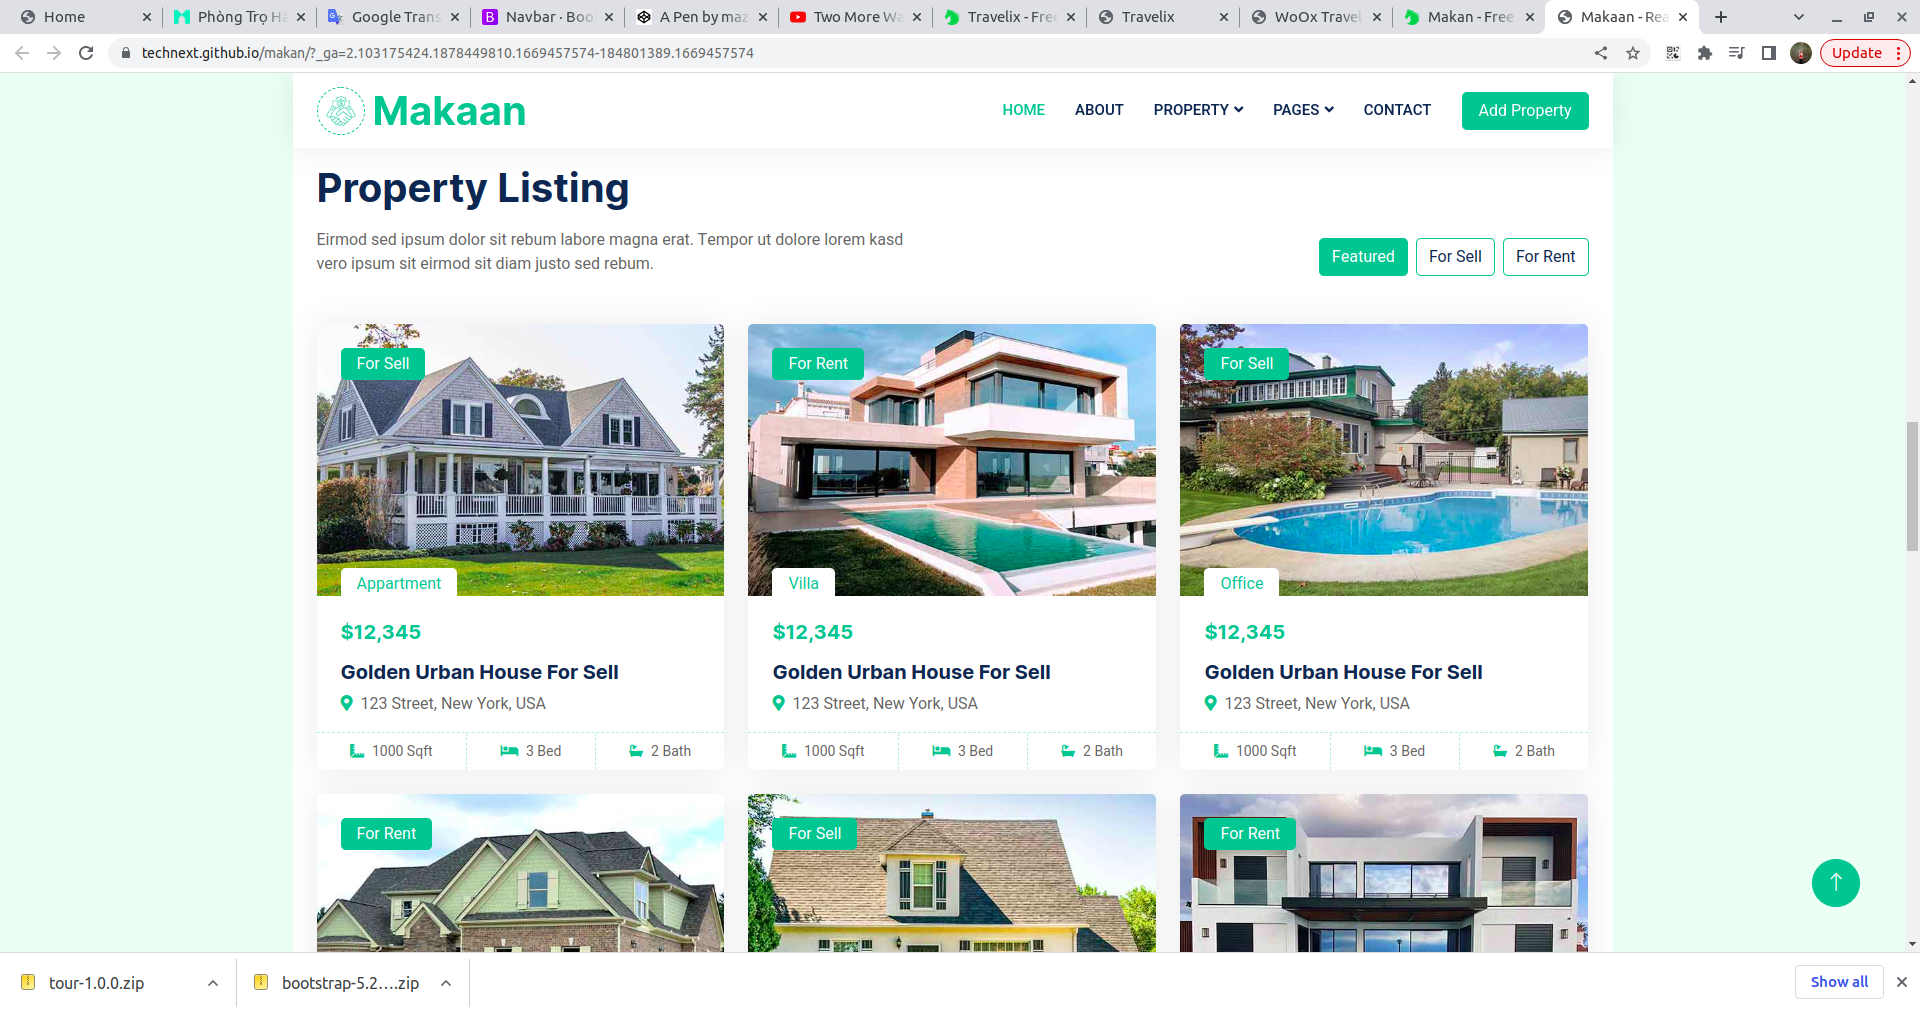 Home
Phòng Trọ Hà
Google Trans
Navbar · Boo
A Pen by maz
Two More Wa
Travelix - Free
Travelix
WoOx Travel
Makan - Free
Makaan - Rea
technext.github.io/makan/?_ga=2.103175424.1878449810.1669457574-184801389.1669457574
Update
Makaan
HOME
ABOUT
PROPERTY
PAGES
CONTACT
Add Property
Property Listing
Eirmod sed ipsum dolor sit rebum labore magna erat. Tempor ut dolore lorem kasd
vero ipsum sit eirmod sit diam justo sed rebum.
Featured
For Sell
For Rent
For Sell
Appartment
$12,345
Golden Urban House For Sell
123 Street, New York, USA
1000 Sqft
3 Bed
2 Bath
For Rent
Villa
$12,345
Golden Urban House For Sell
123 Street, New York, USA
1000 Sqft
3 Bed
2 Bath
For Sell
Office
$12,345
Golden Urban House For Sell
123 Street, New York, USA
1000 Sqft
3 Bed
2 Bath
For Rent
For Sell
For Rent
tour-1.0.0.zip
bootstrap-5.2....zip
Show all